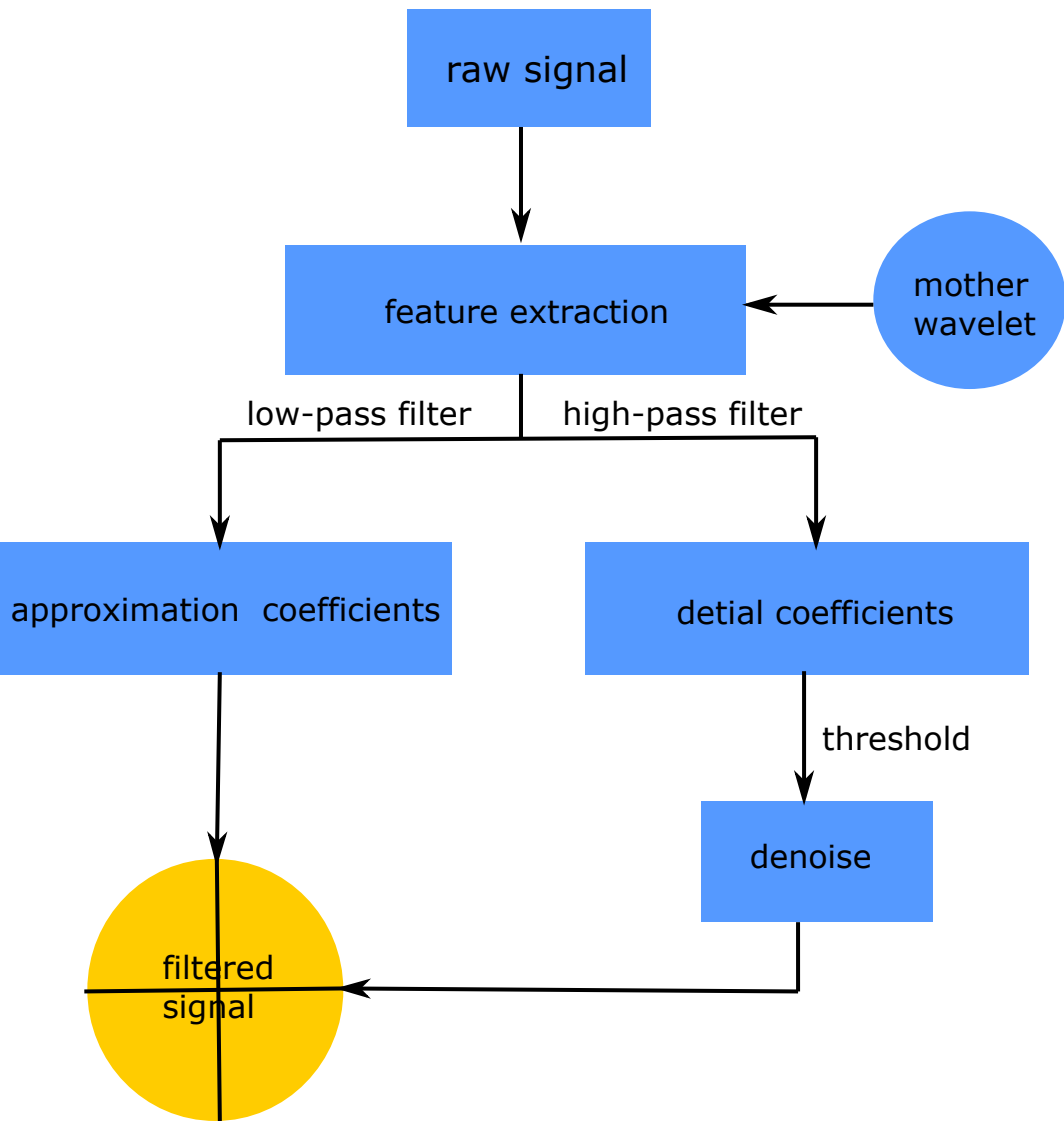 raw signal
mother
wavelet
feature extraction
low-pass filter
high-pass filter
approximation  coefficients
detial coefficients
threshold
denoise
filtered
signal